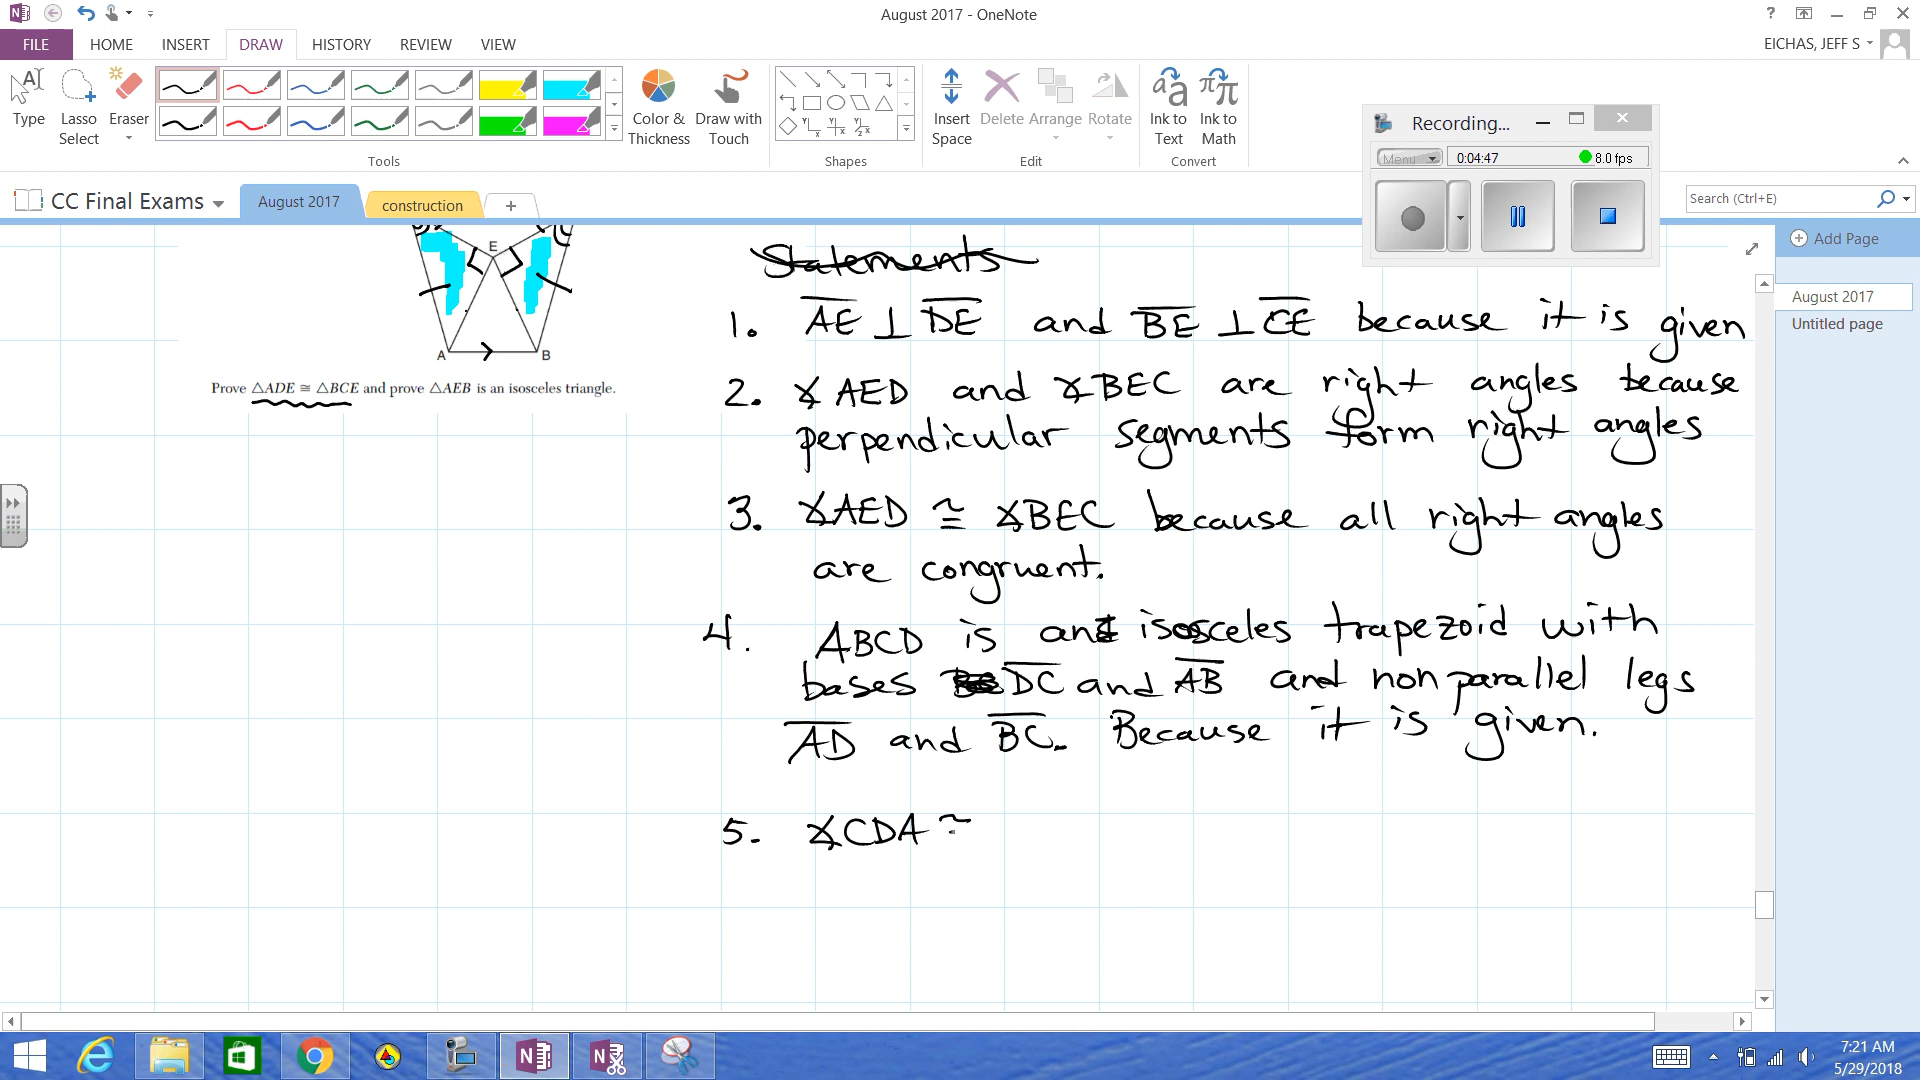 August 2017 - OneNote
?
FILE
HOME
INSERT
DRAW
HISTORY
REVIEW
VIEW
EICHAS, JEFF S
Type
Lasso Select
Eraser
Color & Thickness
Draw with Touch
Insert Space
Delete
Arrange
Rotate
Ink to Text
Ink to Math
Tools
Shapes
Edit
Convert
Recording...
Menu
0:04:47
8.0 fps
CC Final Exams
August 2017
construction
+
Search (Ctrl+E)
Add Page
August 2017
Untitled page
E
A
B
Prove △ADE ≅ △BCE and prove △AEB is an isosceles triangle.
Statements
1. AE ⊥ DE and BE ⊥ CE because it is given
2. ∡AED and ∡BEC are right angles because
perpendicular segments form right angles
3. ∡AED ≅ ∡BEC because all right angles
are congruent.
4. ABCD is an isosceles trapezoid with
bases DC and AB and non parallel legs
AD and BC. Because it is given.
5. ∡CDA ≅
7:21 AM
5/29/2018